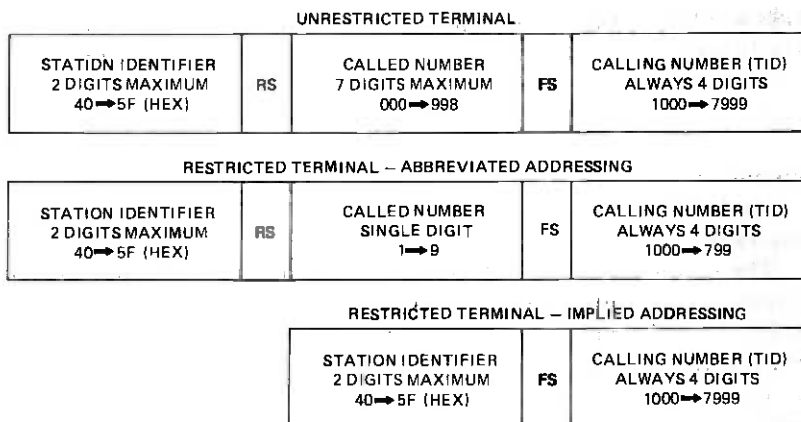 UNRESTRICTED TERMINAL
STATION IDENTIFIER
2 DIGITS MAXIMUM
40➡5F (HEX)
RS
CALLED NUMBER
7 DIGITS MAXIMUM
000➡998
FS
CALLING NUMBER (TID)
ALWAYS 4 DIGITS
1000➡7999
RESTRICTED TERMINAL – ABBREVIATED ADDRESSING
STATION IDENTIFIER
2 DIGITS MAXIMUM
40➡5F (HEX)
RS
CALLED NUMBER
SINGLE DIGIT
1➡9
FS
CALLING NUMBER (TID)
ALWAYS 4 DIGITS
1000➡799
RESTRICTED TERMINAL – IMPLIED ADDRESSING
STATION IDENTIFIER
2 DIGITS MAXIMUM
40➡5F (HEX)
FS
CALLING NUMBER (TID)
ALWAYS 4 DIGITS
1000➡7999